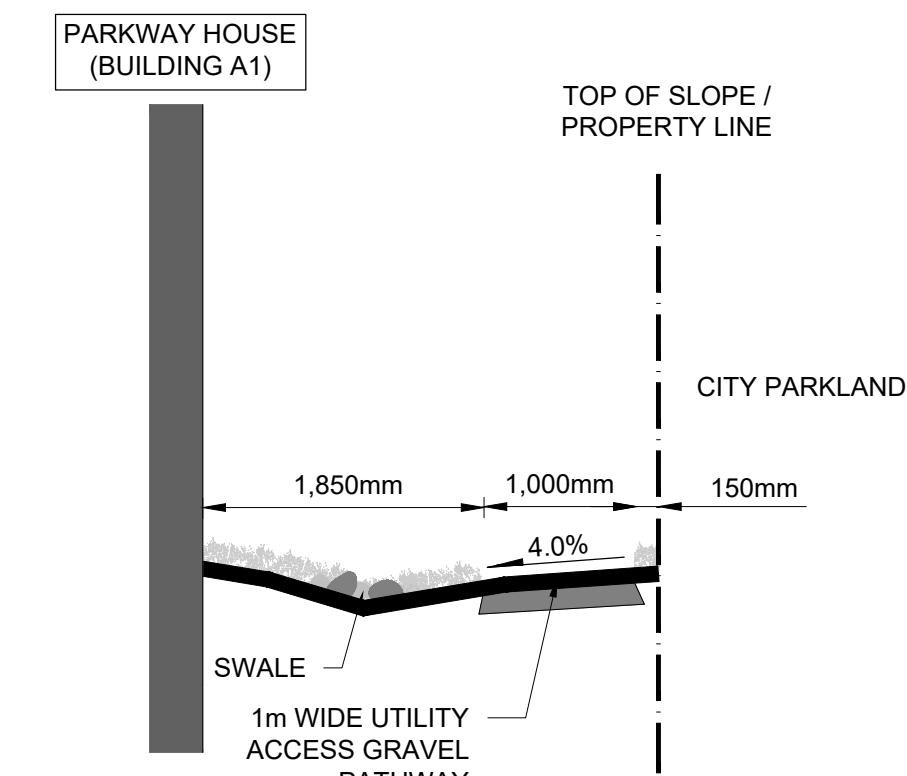 PARKWAY HOUSE
(BUILDING A1)
TOP OF SLOPE /
PROPERTY LINE
CITY PARKLAND
1,850mm
1,000mm
150mm
4.0%
SWALE
1m WIDE UTILITY
ACCESS GRAVEL
PATHWAY